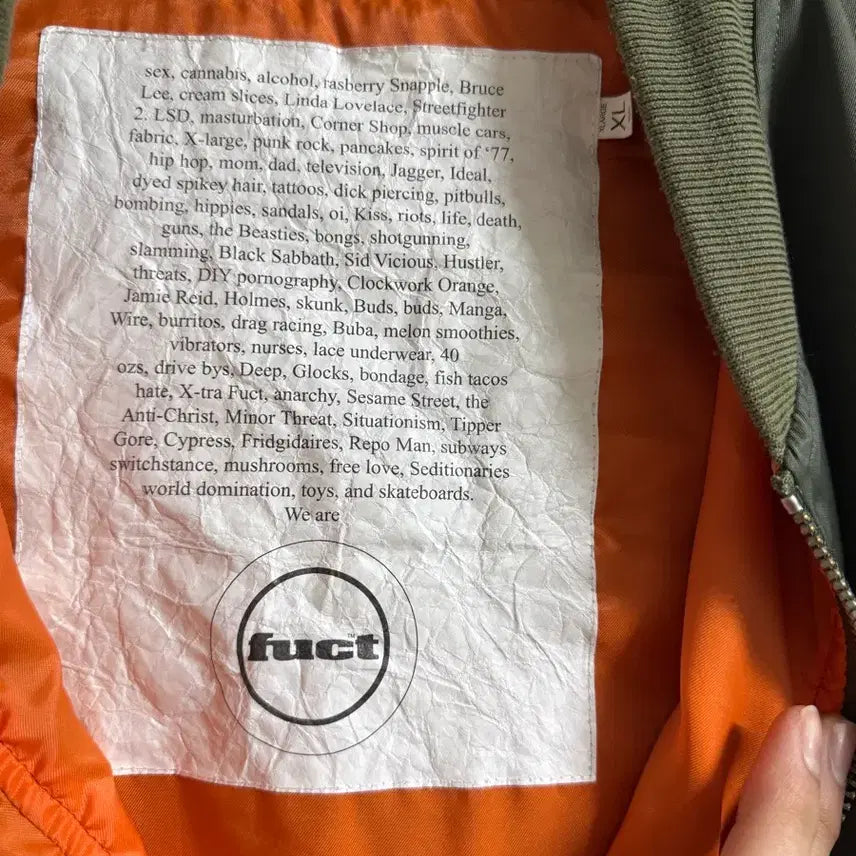 sex, cannabis, alcohol, rasberry Snapple, Bruce
Lee, cream slices, Linda Lovelace, Streetfighter
2. LSD, masturbation, Corner Shop, muscle cars,
fabric, X-large, punk rock, pancakes, spirit of ‘77,
hip hop, mom, dad, television, Jagger, Ideal,
dyed spikey hair, tattoos, dick piercing, pitbulls,
bombing, hippies, sandals, oi, Kiss, riots, life, death,
guns, the Beasties, bongs, shotgunning,
slamming, Black Sabbath, Sid Vicious, Hustler,
threats, DIY pornography, Clockwork Orange,
Jamie Reid, Holmes, skunk, Buds, buds, Manga,
Wire, burritos, drag racing, Buba, melon smoothies,
vibrators, nurses, lace underwear, 40
ozs, drive bys, Deep, Glocks, bondage, fish tacos
hate, X-tra Fuct, anarchy, Sesame Street, the
Anti-Christ, Minor Threat, Situationism, Tipper
Gore, Cypress, Fridgidaires, Repo Man, subways
switchstance, mushrooms, free love, Seditionaries
world domination, toys, and skateboards.
We are
fuct™
XLARGE
XL